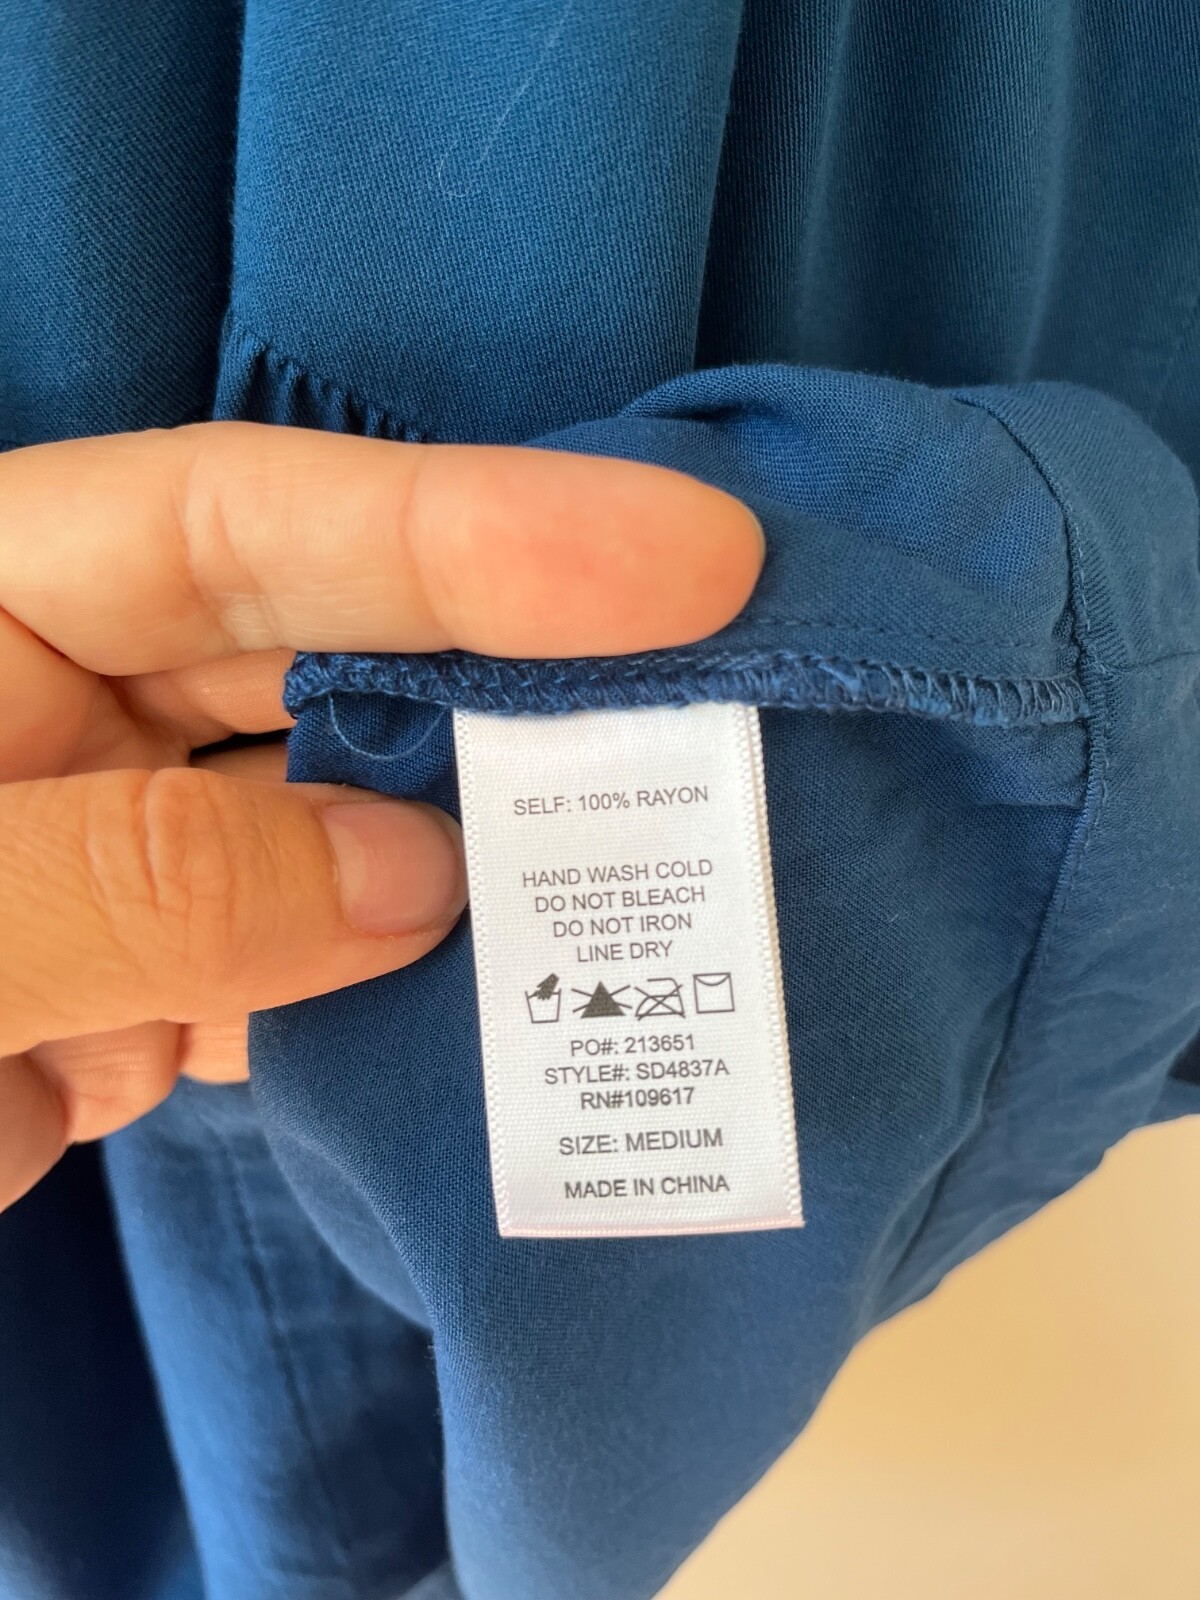 SELF: 100% RAYON
HAND WASH COLD
DO NOT BLEACH
DO NOT IRON
LINE DRY
PO#: 213651
STYLE#: SD4837A
RN#109617
SIZE: MEDIUM
MADE IN CHINA